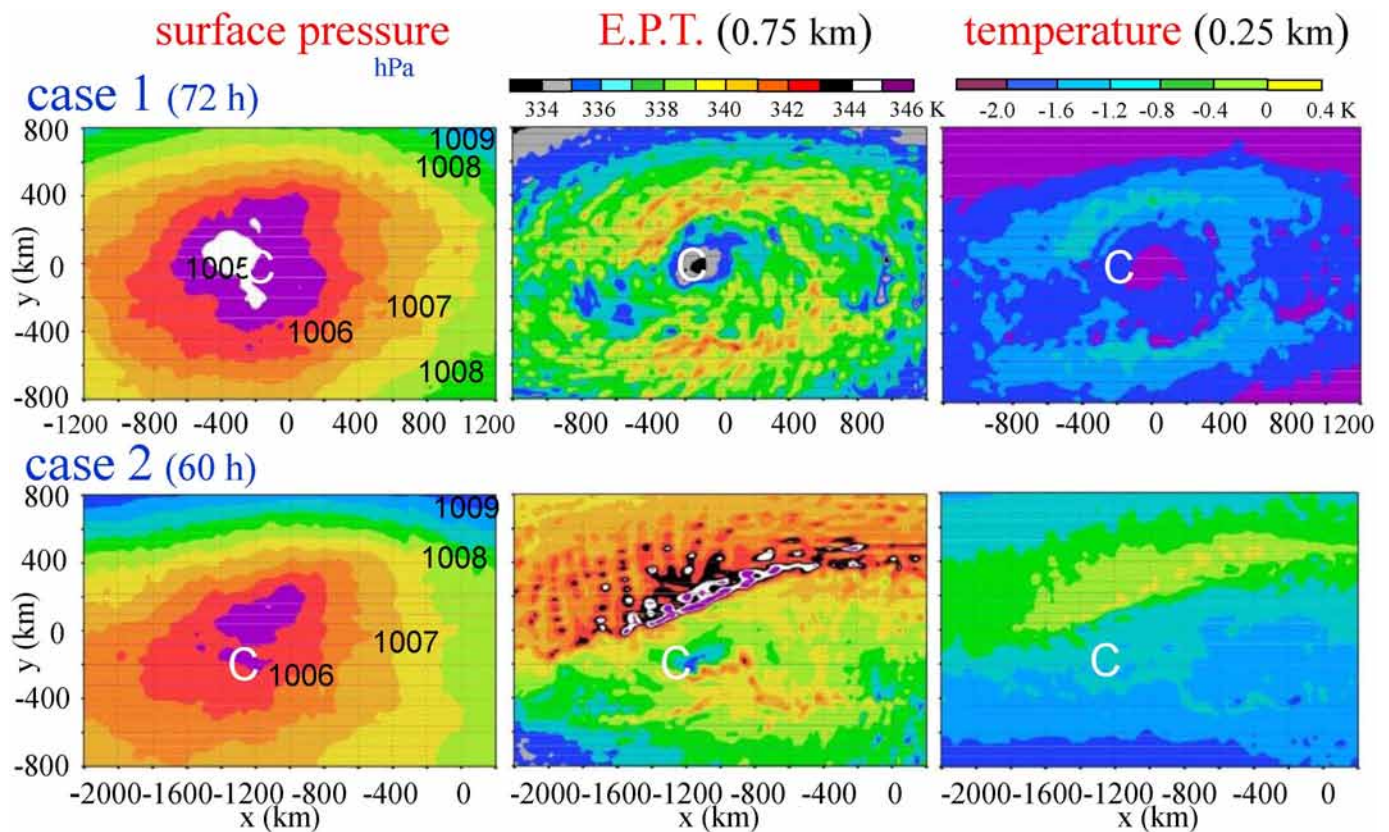 surface pressure
hPa
E.P.T. (0.75 km)
temperature (0.25 km)
334 336 338 340 342 344 346 K
-2.0 -1.6 -1.2 -0.8 -0.4 0 0.4 K
case 1 (72 h)
800
400
0
-400
-800
y (km)
1009
1008
1005
C
1007
1006
1008
C
C
-1200 -800 -400 0 400 800 1200
-800 -400 0 400 800
-800 -400 0 400 800 1200
case 2 (60 h)
800
400
0
-400
-800
y (km)
1009
1008
1007
C
1006
C
C
-2000 -1600 -1200 -800 -400 0
x (km)
-2000 -1600 -1200 -800 -400 0
x (km)
-2000 -1600 -1200 -800 -400 0
x (km)